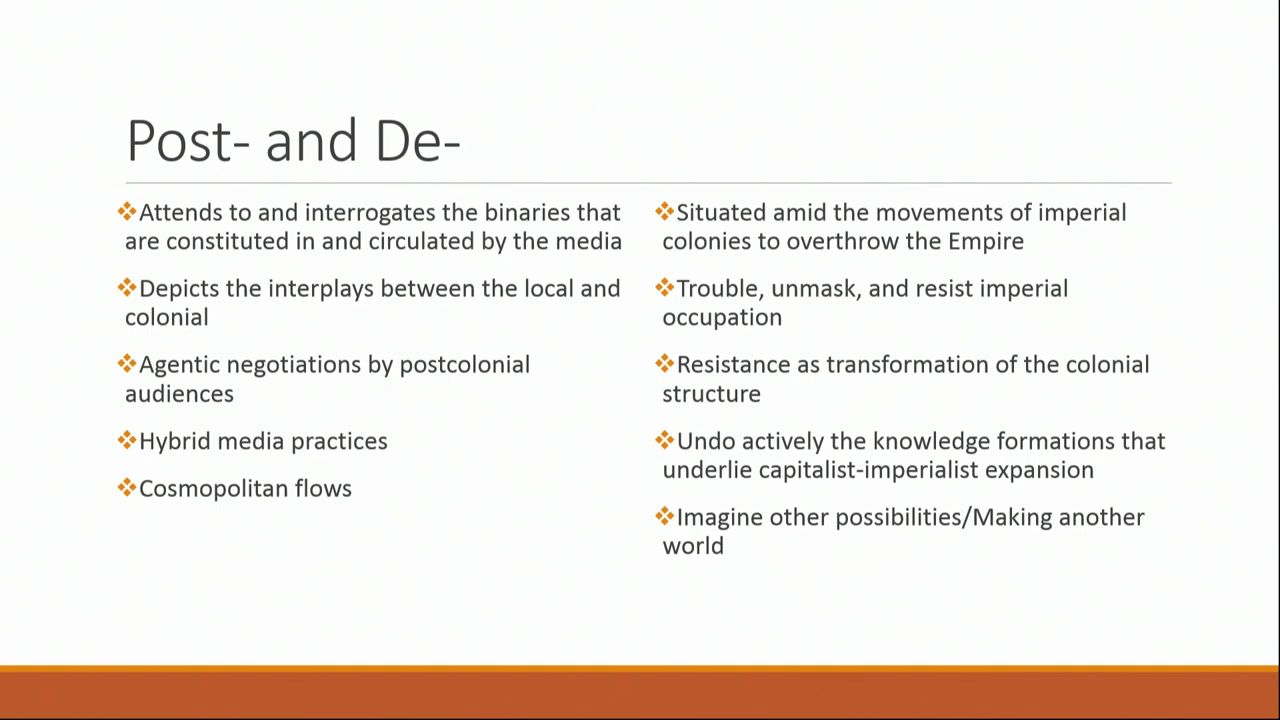 Post- and De-
❖Attends to and interrogates the binaries that
are constituted in and circulated by the media
❖Depicts the interplays between the local and
colonial
❖Agentic negotiations by postcolonial
audiences
❖Hybrid media practices
❖Cosmopolitan flows
❖Situated amid the movements of imperial
colonies to overthrow the Empire
❖Trouble, unmask, and resist imperial
occupation
❖Resistance as transformation of the colonial
structure
❖Undo actively the knowledge formations that
underlie capitalist-imperialist expansion
❖Imagine other possibilities/Making another
world